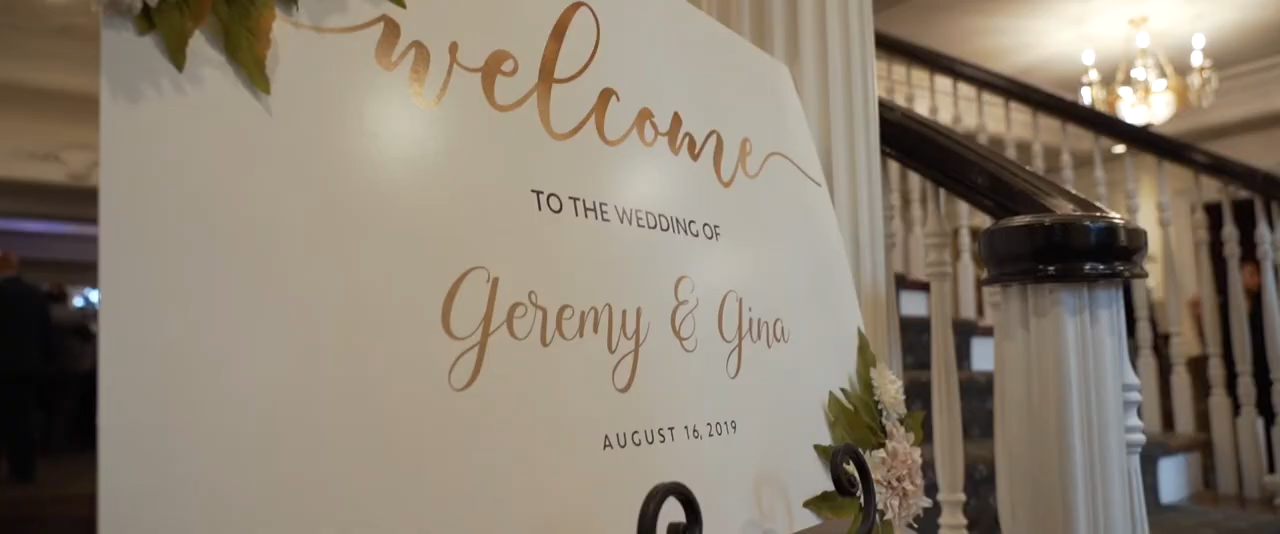 welcome
TO THE WEDDING OF
Geremy & Gina
AUGUST 16, 2019